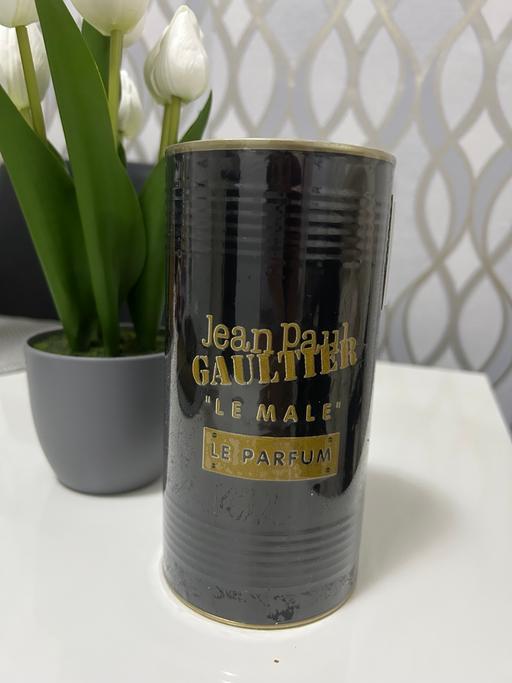 Jean Paul
GAULTIER
"LE MALE"
LE PARFUM